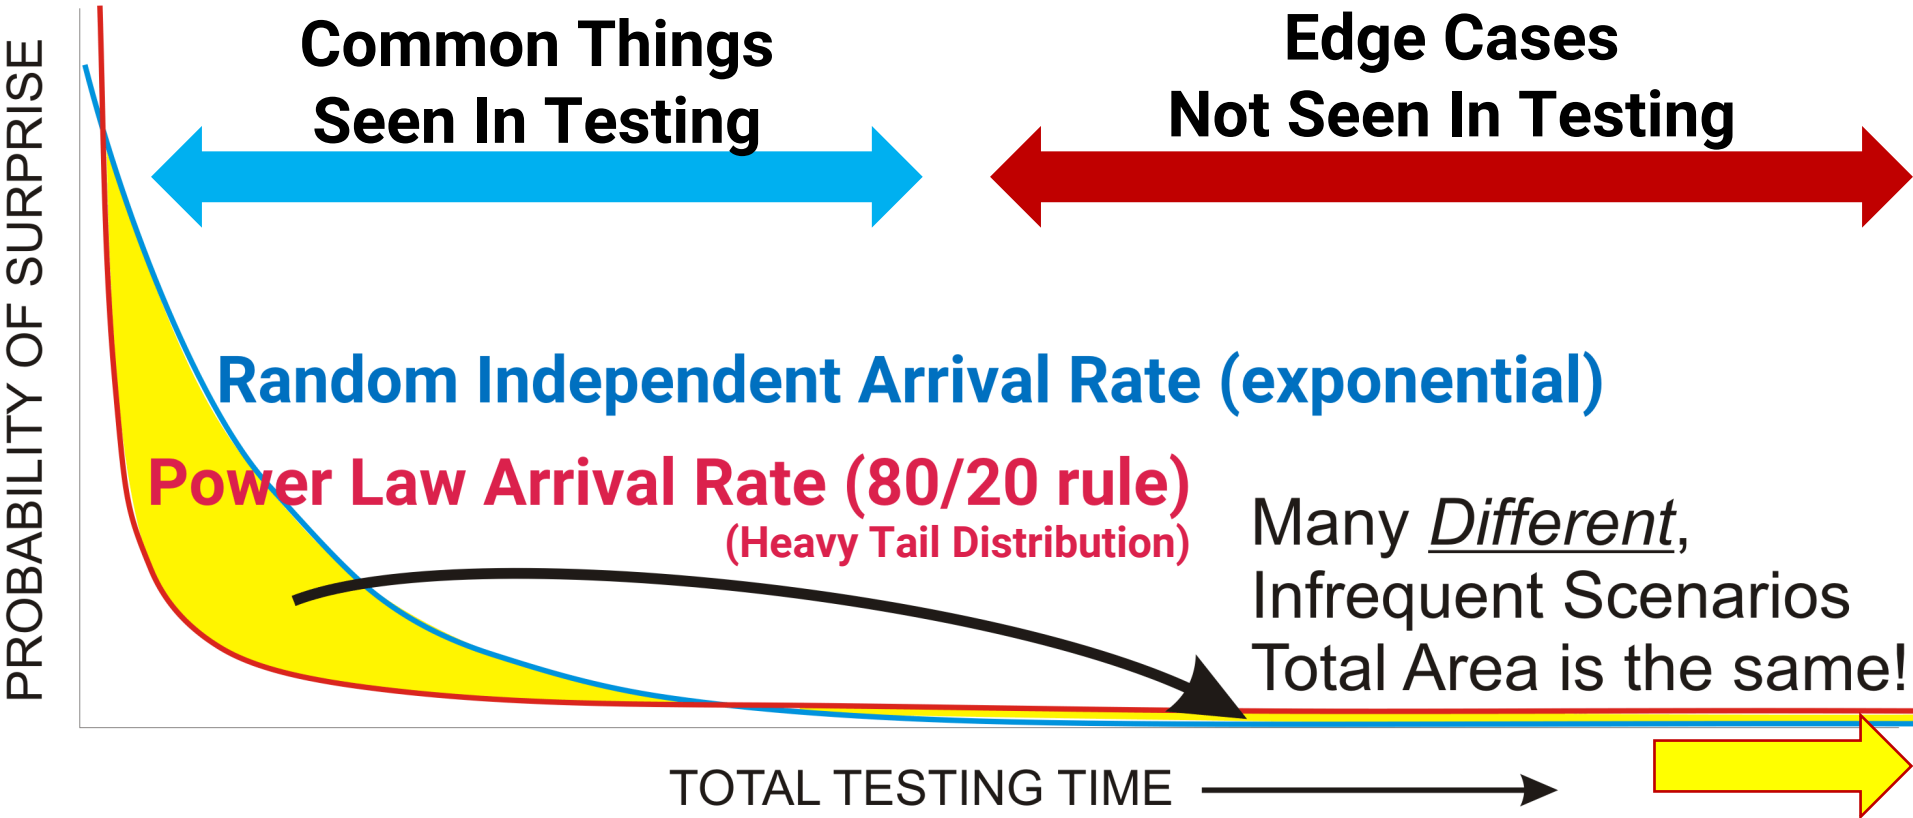 Common Things
Seen In Testing
Edge Cases
Not Seen In Testing
PROBABILITY OF SURPRISE
Random Independent Arrival Rate (exponential)
Power Law Arrival Rate (80/20 rule)
(Heavy Tail Distribution)
Many Different,
Infrequent Scenarios
Total Area is the same!
TOTAL TESTING TIME